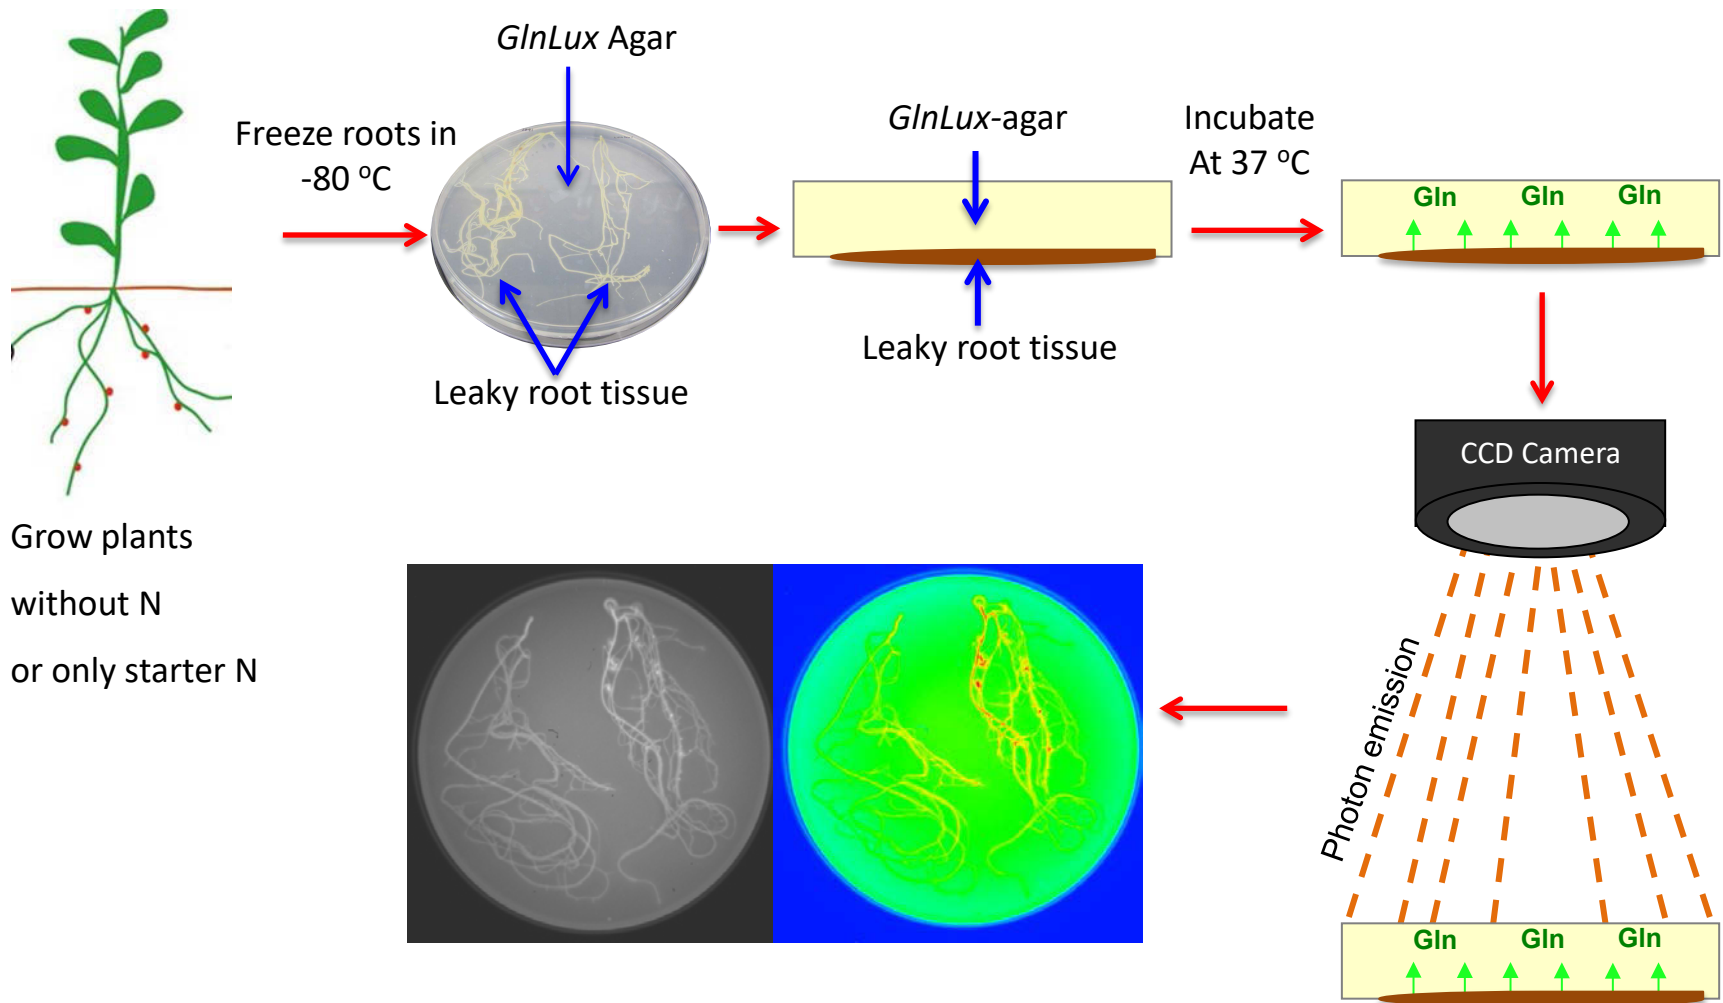 GlnLux Agar
Freeze roots in
-80 °C
Leaky root tissue
GlnLux-agar
Leaky root tissue
Incubate
At 37 °C
Gln Gln Gln
CCD Camera
Photon emission
Gln Gln Gln
Grow plants
without N
or only starter N